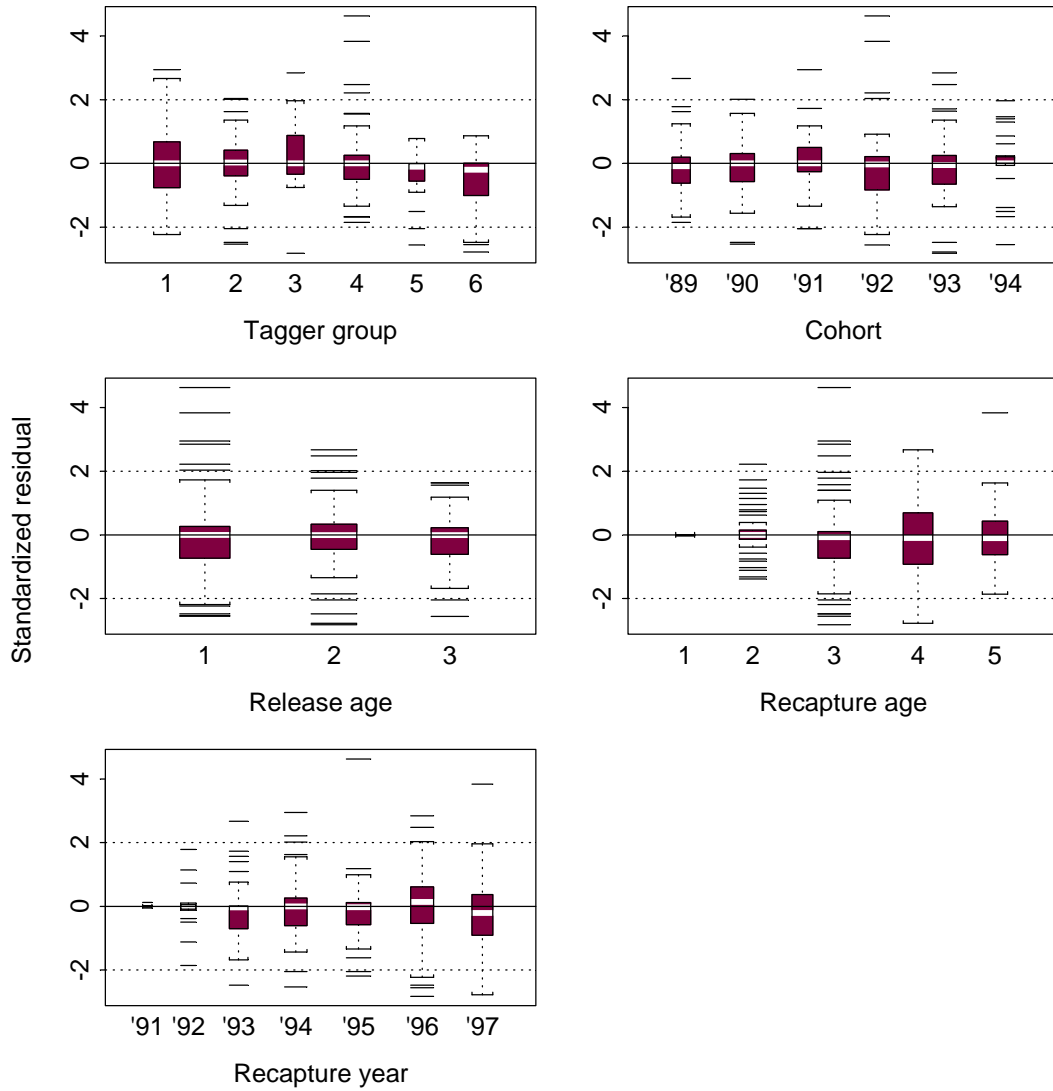 4
2
0
-2
1 2 3 4 5 6
Tagger group
4
2
0
-2
'89 '90 '91 '92 '93 '94
Cohort
Standardized residual
4
2
0
-2
1 2 3
Release age
4
2
0
-2
1 2 3 4 5
Recapture age
4
2
0
-2
'91 '92 '93 '94 '95 '96 '97
Recapture year